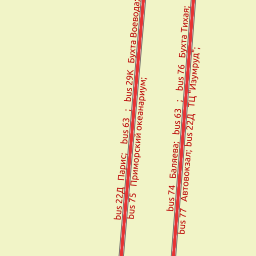 bus 22Д   Парис;   bus 63   ;   bus 29К   Бухта Воевода;
bus 75   Приморский океанариум;
bus 74   Баляева;   bus 63   ;   bus 76   Бухта Тихая;
bus 77   Автовокзал; bus 22Д   ТЦ "Изумруд";